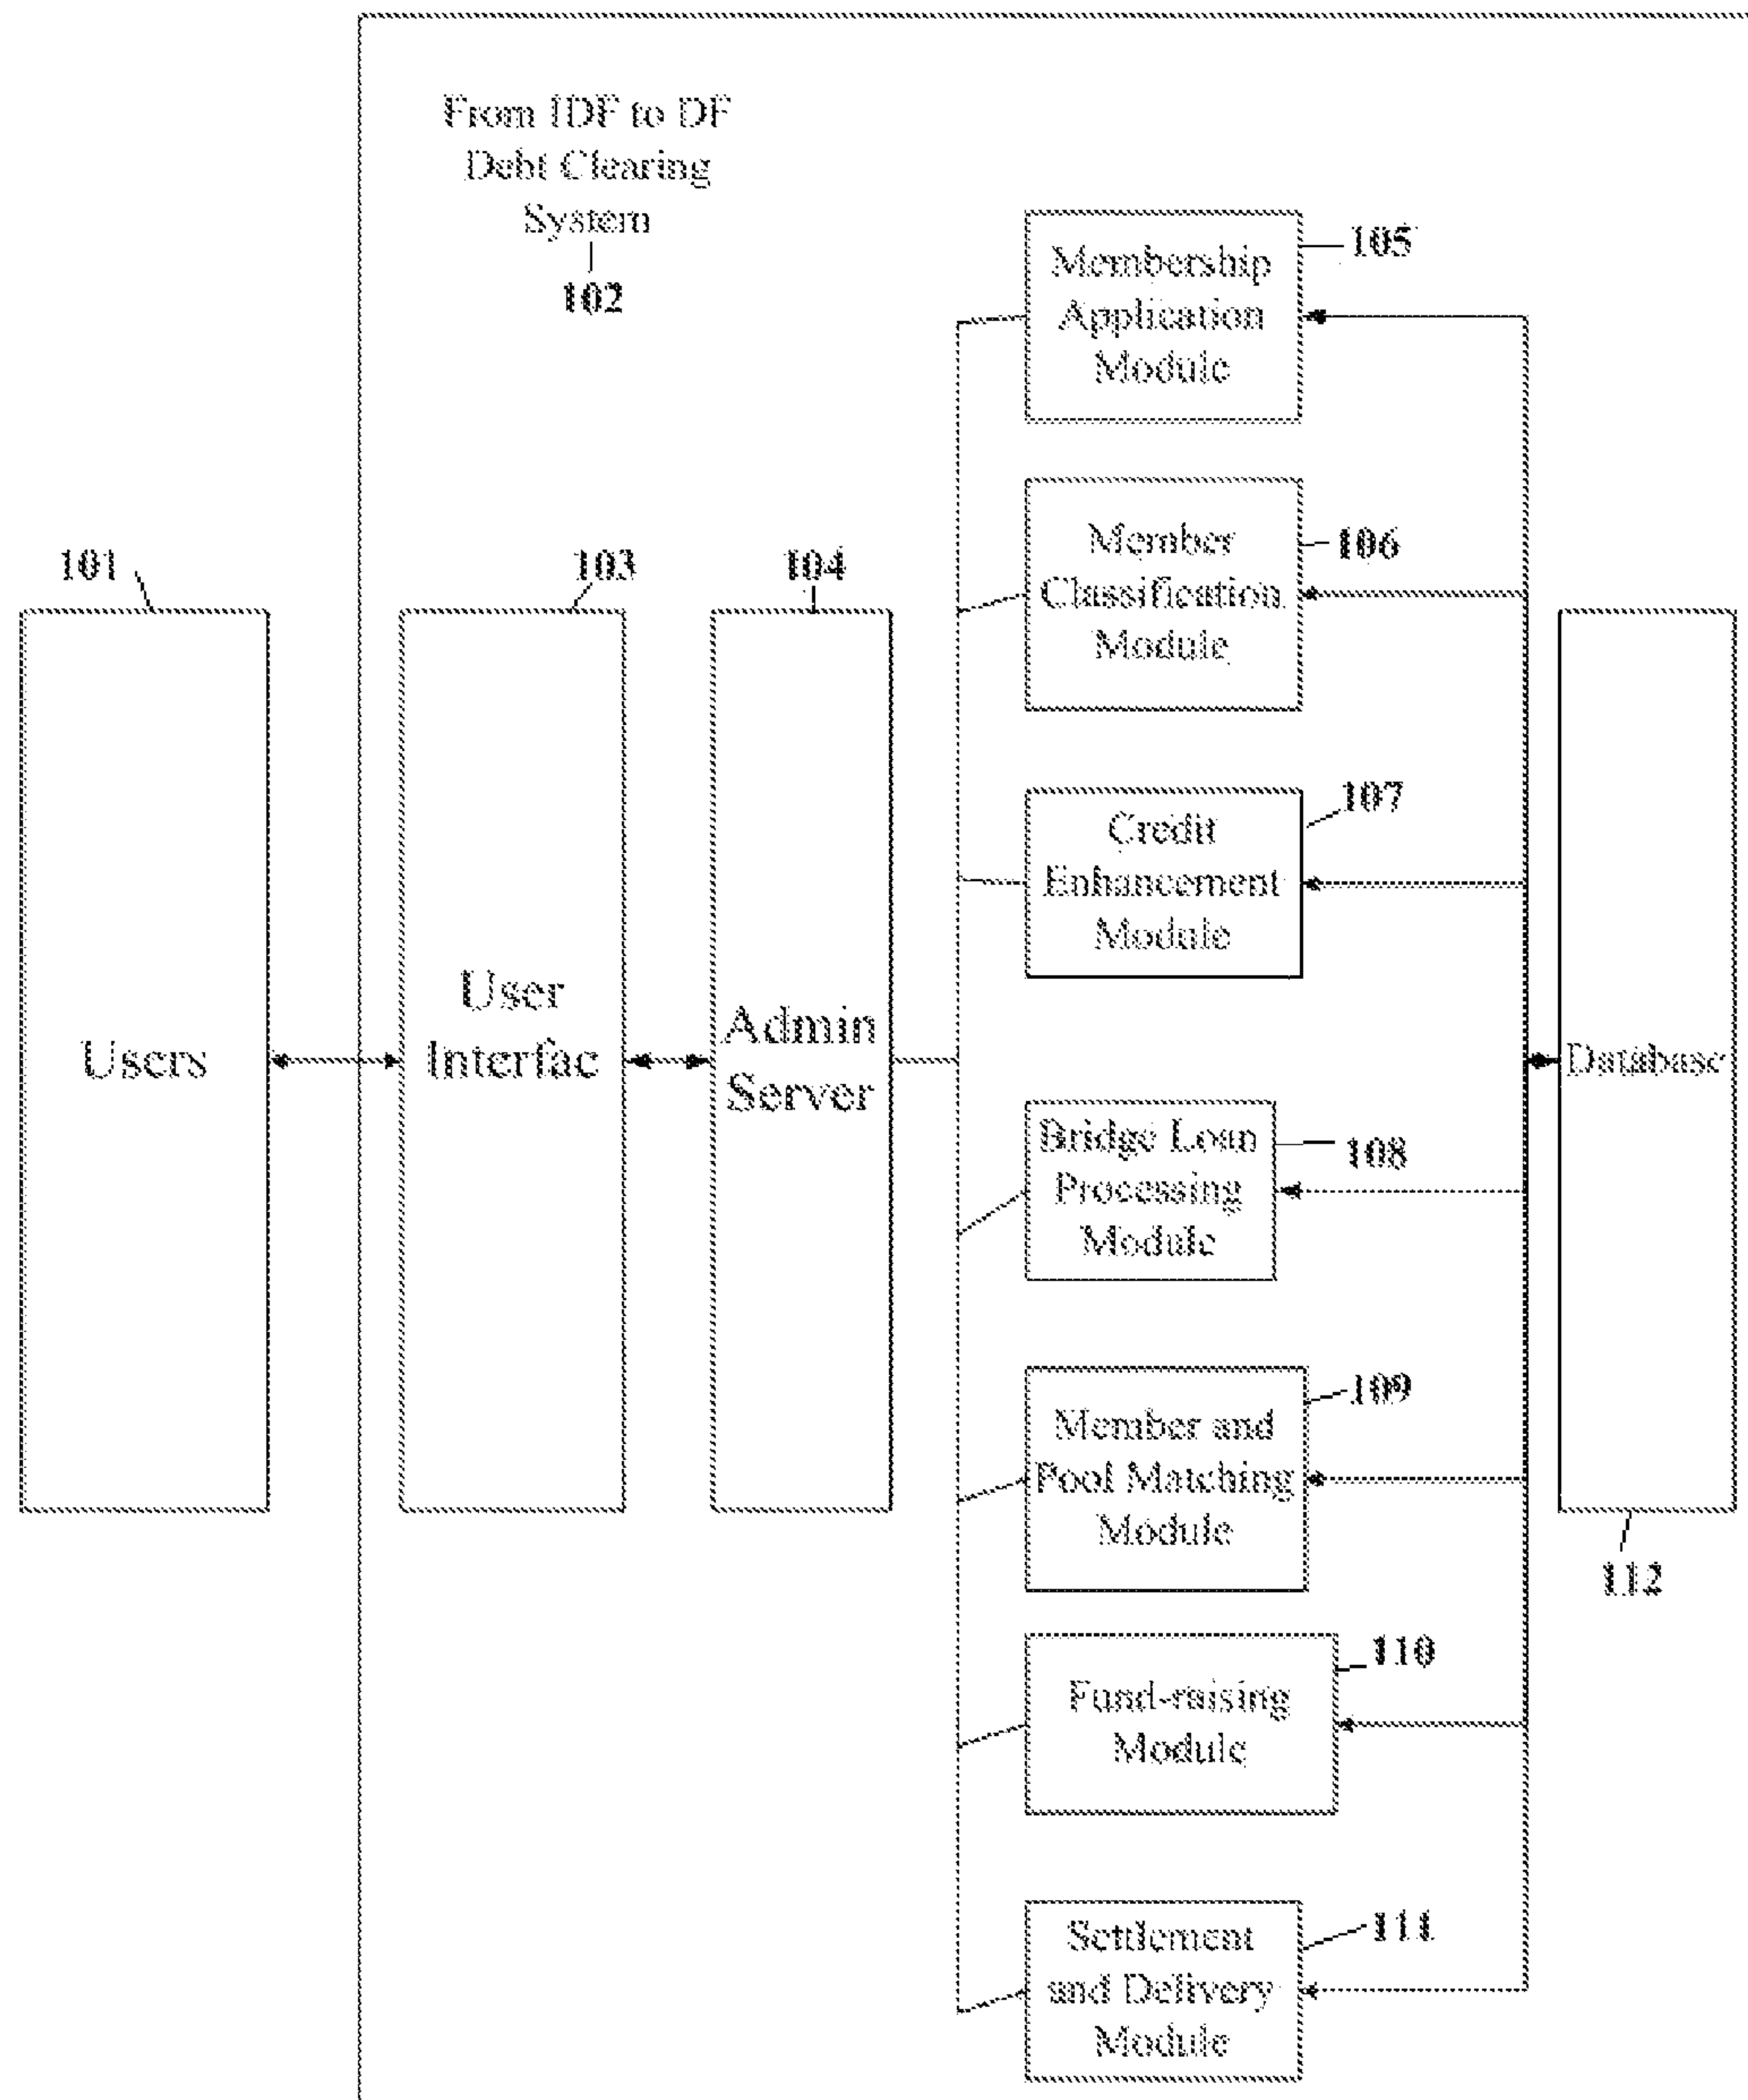 From IDF to DF
Debt Clearing
System
102
101
Users
103
User
Interfac
104
Admin
Server
105
Membership
Application
Module
106
Member
Classification
Module
107
Credit
Enhancement
Module
108
Bridge Loan
Processing
Module
109
Member and
Pool Matching
Module
110
Fund-raising
Module
111
Settlement
and Delivery
Module
Database
112